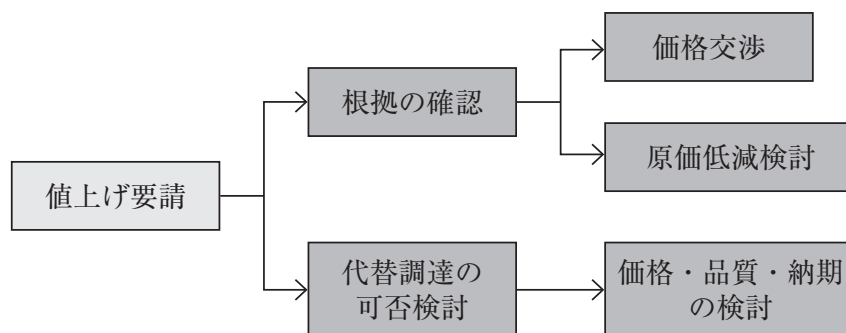 値上げ要請
根拠の確認
価格交渉
原価低減検討
代替調達の
可否検討
価格・品質・納期
の検討